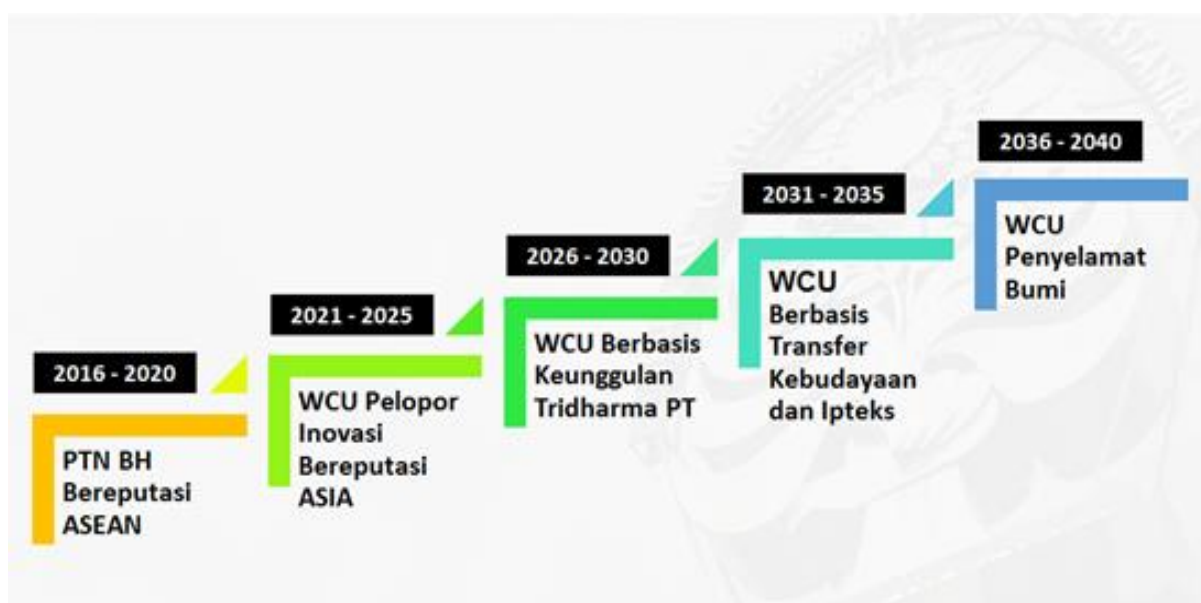 2016 - 2020
PTN BH
Bereputasi
ASEAN
2021 - 2025
WCU Pelopor
Inovasi
Bereputasi
ASIA
2026 - 2030
WCU Berbasis
Keunggulan
Tridharma PT
2031 - 2035
WCU
Berbasis
Transfer
Kebudayaan
dan Ipteks
2036 - 2040
WCU
Penyelamat
Bumi